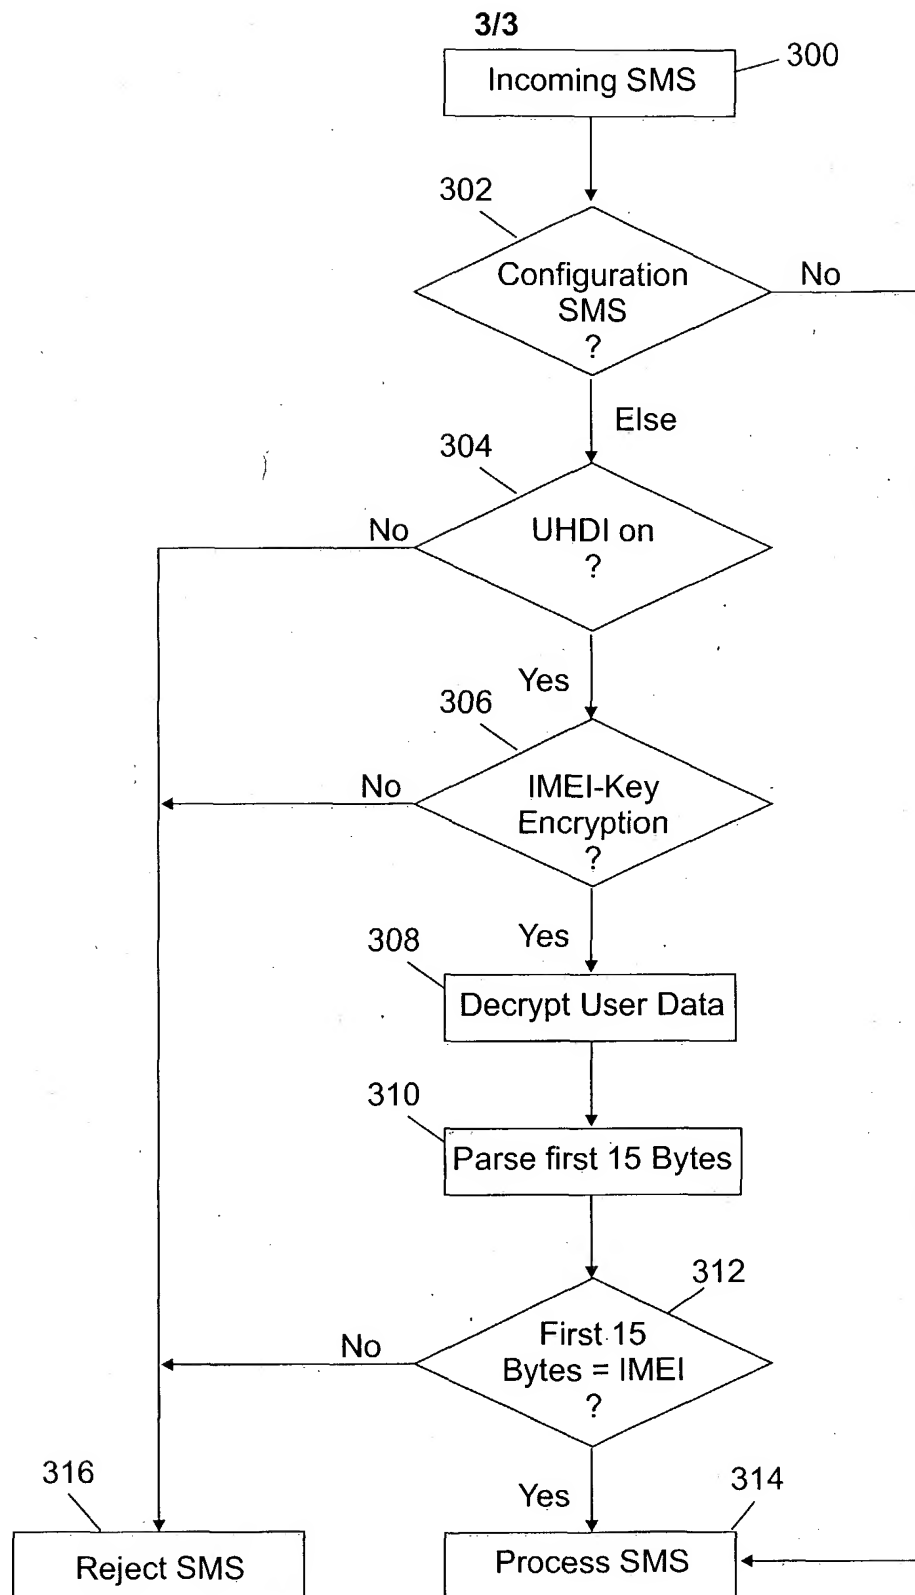 3/3
Incoming SMS
300
302
Configuration
SMS
?
No
Else
304
UHDI on
?
No
Yes
306
IMEI-Key
Encryption
?
No
Yes
308
Decrypt User Data
310
Parse first 15 Bytes
312
First 15
Bytes = IMEI
?
No
Yes
316
Reject SMS
314
Process SMS